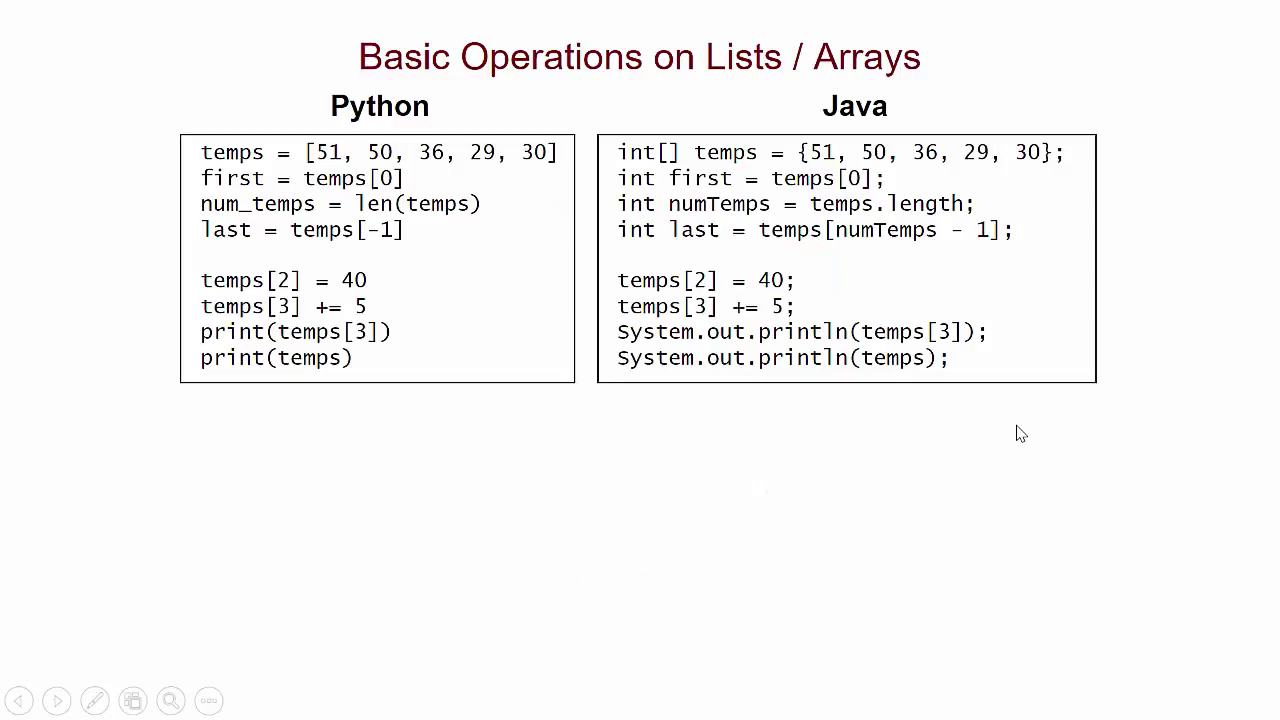 Basic Operations on Lists / Arrays
Python
temps = [51, 50, 36, 29, 30]
first = temps[0]
num_temps = len(temps)
last = temps[-1]
temps[2] = 40
temps[3] += 5
print(temps[3])
print(temps)
Java
int[] temps = {51, 50, 36, 29, 30};
int first = temps[0];
int numTemps = temps.length;
int last = temps[numTemps - 1];
temps[2] = 40;
temps[3] += 5;
System.out.println(temps[3]);
System.out.println(temps);